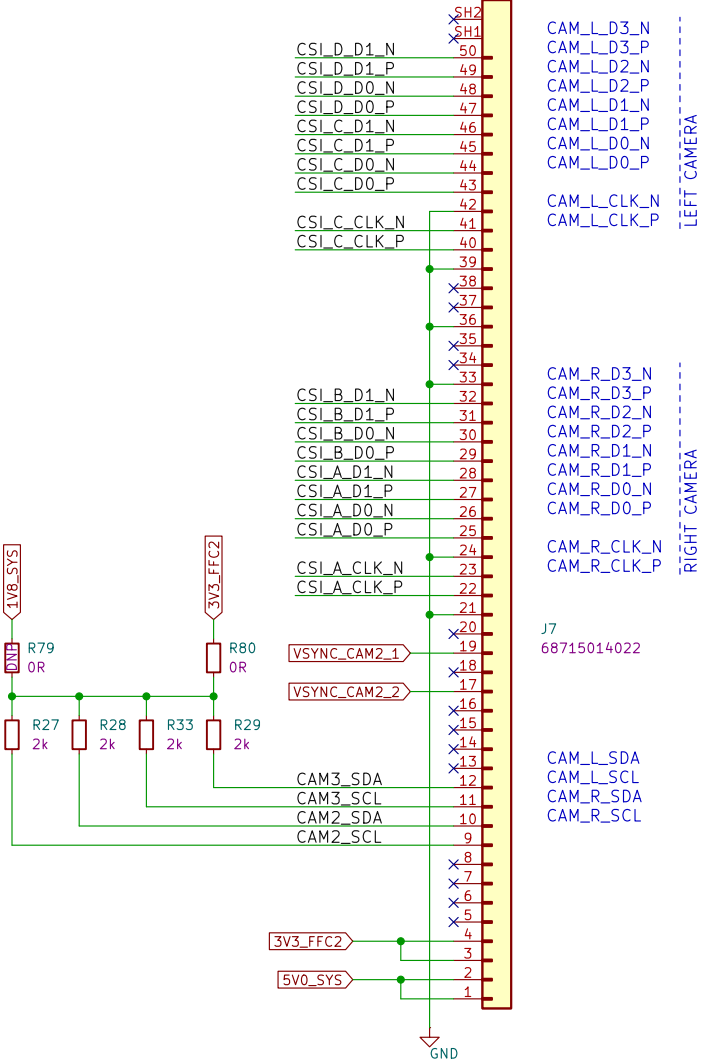 SH2
SH1
CSI_D_D1_N 50
CSI_D_D1_P 49
CSI_D_D0_N 48
CSI_D_D0_P 47
CSI_C_D1_N 46
CSI_C_D1_P 45
CSI_C_D0_N 44
CSI_C_D0_P 43
42
CSI_C_CLK_N 41
CSI_C_CLK_P 40
39
38
37
36
35
34
33
CSI_B_D1_N 32
CSI_B_D1_P 31
CSI_B_D0_N 30
CSI_B_D0_P 29
CSI_A_D1_N 28
CSI_A_D1_P 27
CSI_A_D0_N 26
CSI_A_D0_P 25
24
CSI_A_CLK_N 23
CSI_A_CLK_P 22
21
20
VSYNC_CAM2_1 19
18
VSYNC_CAM2_2 17
16
15
14
13
CAM3_SDA 12
CAM3_SCL 11
CAM2_SDA 10
CAM2_SCL 9
8
7
6
5
3V3_FFC2 4
3
5V0_SYS 2
1
GND
1V8_SYS
3V3_FFC2
DNP
R79
0R
R80
0R
R27
2k
R28
2k
R33
2k
R29
2k
CAM_L_D3_N
CAM_L_D3_P
CAM_L_D2_N
CAM_L_D2_P
CAM_L_D1_N
CAM_L_D1_P
CAM_L_D0_N
CAM_L_D0_P
CAM_L_CLK_N
CAM_L_CLK_P
LEFT CAMERA
CAM_R_D3_N
CAM_R_D3_P
CAM_R_D2_N
CAM_R_D2_P
CAM_R_D1_N
CAM_R_D1_P
CAM_R_D0_N
CAM_R_D0_P
CAM_R_CLK_N
CAM_R_CLK_P
RIGHT CAMERA
J7
68715014022
CAM_L_SDA
CAM_L_SCL
CAM_R_SDA
CAM_R_SCL